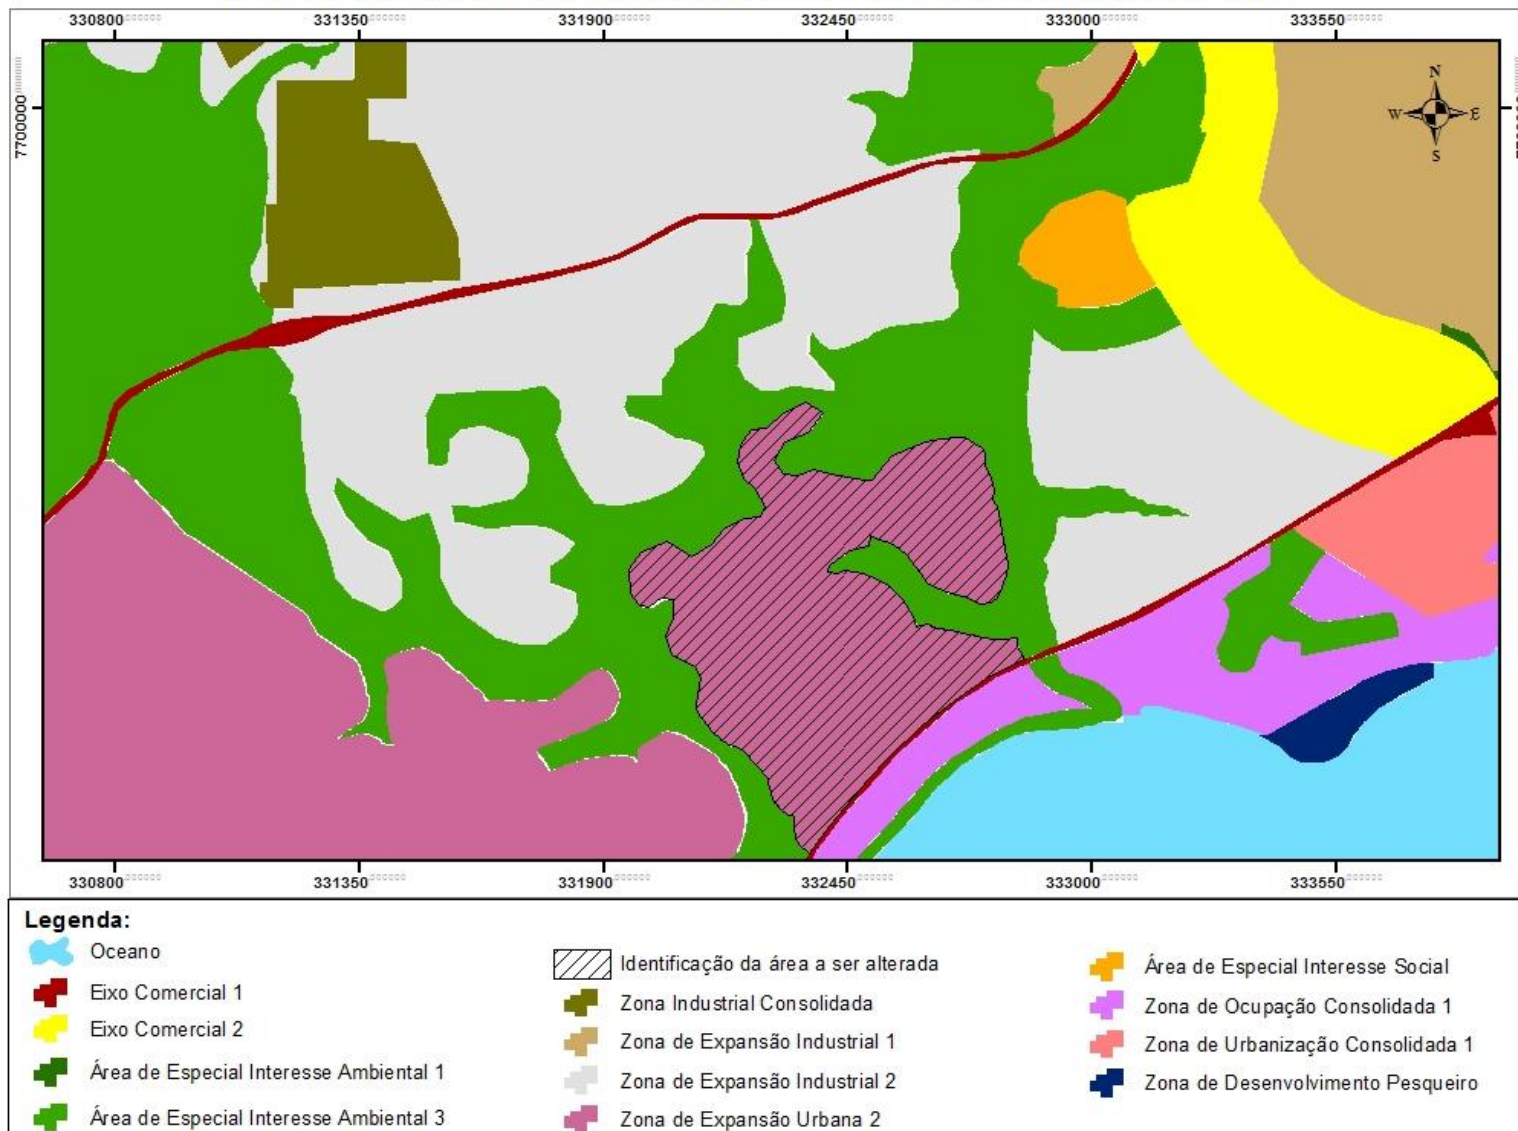 330800 331350 331900 332450 333000 333550
N
W E
S
7700000
330800 331350 331900 332450 333000 333550
Legenda:
Oceano
Eixo Comercial 1
Eixo Comercial 2
Área de Especial Interesse Ambiental 1
Área de Especial Interesse Ambiental 3
Identificação da área a ser alterada
Zona Industrial Consolidada
Zona de Expansão Industrial 1
Zona de Expansão Industrial 2
Zona de Expansão Urbana 2
Área de Especial Interesse Social
Zona de Ocupação Consolidada 1
Zona de Urbanização Consolidada 1
Zona de Desenvolvimento Pesqueiro